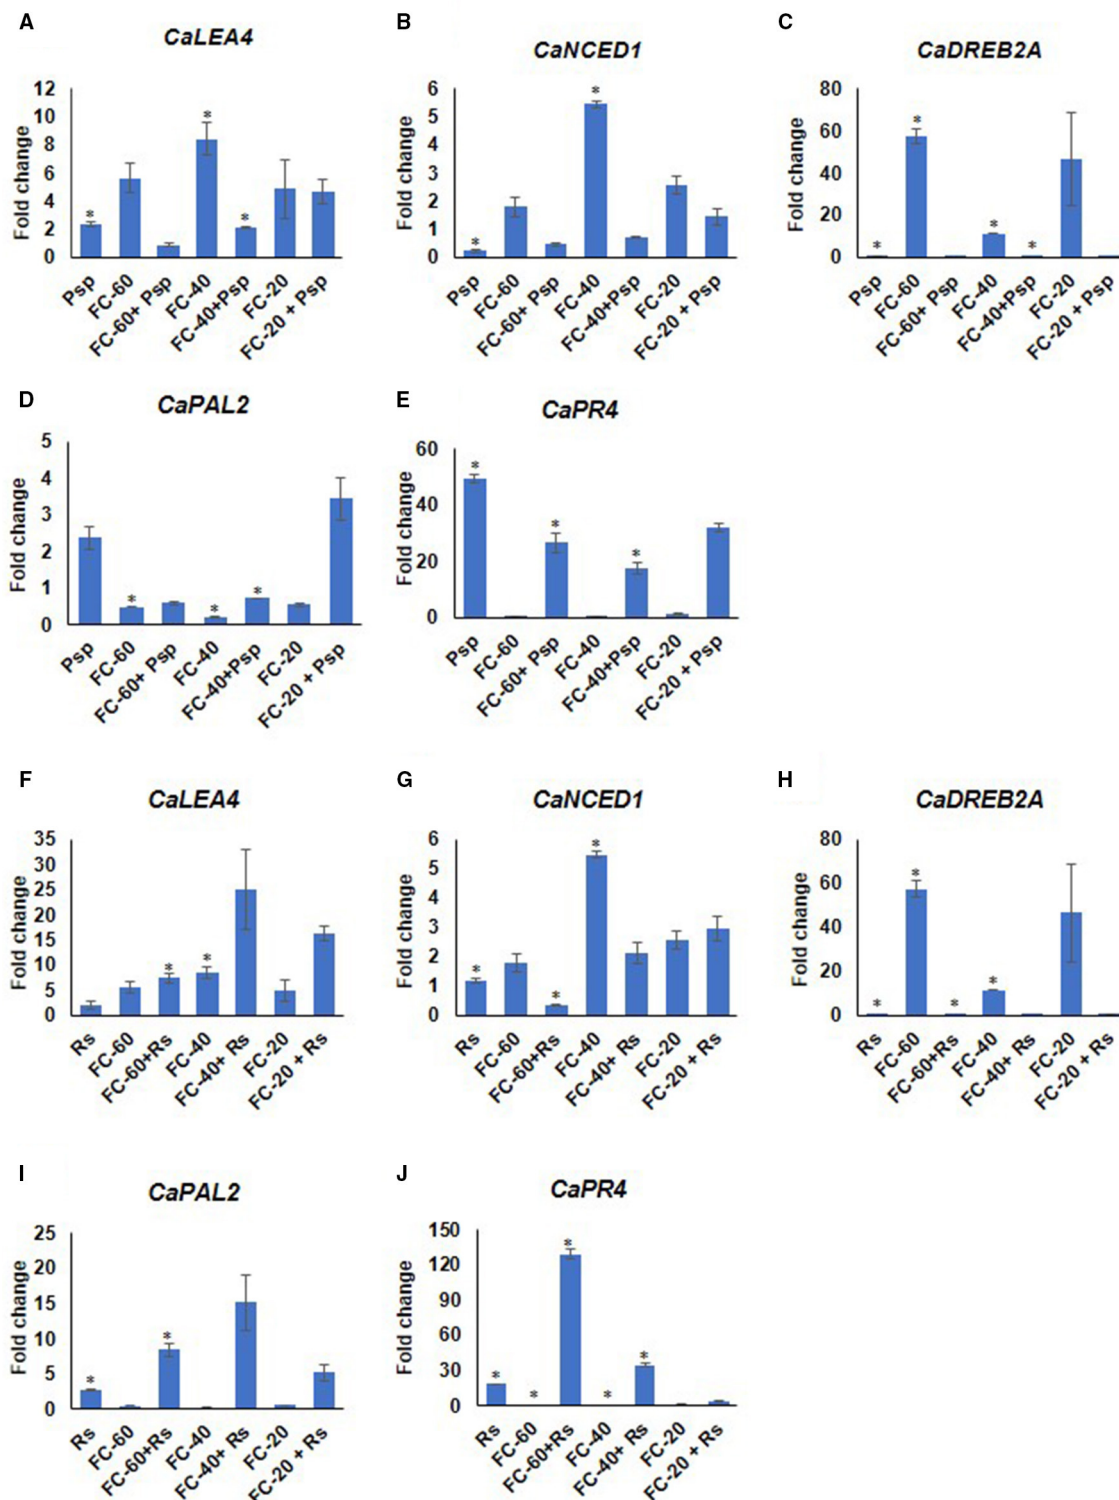 A
CaLEA4
Fold change
12
10
8
6
4
2
0
*
*
*
Psp
FC-60
FC-60+ Psp
FC-40
FC-40+Psp
FC-20
FC-20 + Psp
B
CaNCED1
Fold change
6
5
4
3
2
1
0
*
*
Psp
FC-60
FC-60+ Psp
FC-40
FC-40+Psp
FC-20
FC-20 + Psp
C
CaDREB2A
Fold change
80
60
40
20
0
*
*
*
*
Psp
FC-60
FC-60+ Psp
FC-40
FC-40+Psp
FC-20
FC-20 + Psp
D
CaPAL2
Fold change
5
4
3
2
1
0
*
*
*
Psp
FC-60
FC-60+ Psp
FC-40
FC-40+Psp
FC-20
FC-20 + Psp
E
CaPR4
Fold change
60
40
20
0
*
*
*
Psp
FC-60
FC-60+ Psp
FC-40
FC-40+Psp
FC-20
FC-20 + Psp
F
CaLEA4
Fold change
35
30
25
20
15
10
5
0
*
*
Rs
FC-60
FC-60+Rs
FC-40
FC-40+ Rs
FC-20
FC-20 + Rs
G
CaNCED1
Fold change
6
5
4
3
2
1
0
*
*
*
Rs
FC-60
FC-60+Rs
FC-40
FC-40+ Rs
FC-20
FC-20 + Rs
H
CaDREB2A
Fold change
80
60
40
20
0
*
*
*
*
Rs
FC-60
FC-60+Rs
FC-40
FC-40+ Rs
FC-20
FC-20 + Rs
I
CaPAL2
Fold change
25
20
15
10
5
0
*
*
Rs
FC-60
FC-60+Rs
FC-40
FC-40+ Rs
FC-20
FC-20 + Rs
J
CaPR4
Fold change
150
120
90
60
30
0
*
*
*
*
*
Rs
FC-60
FC-60+Rs
FC-40
FC-40+ Rs
FC-20
FC-20 + Rs